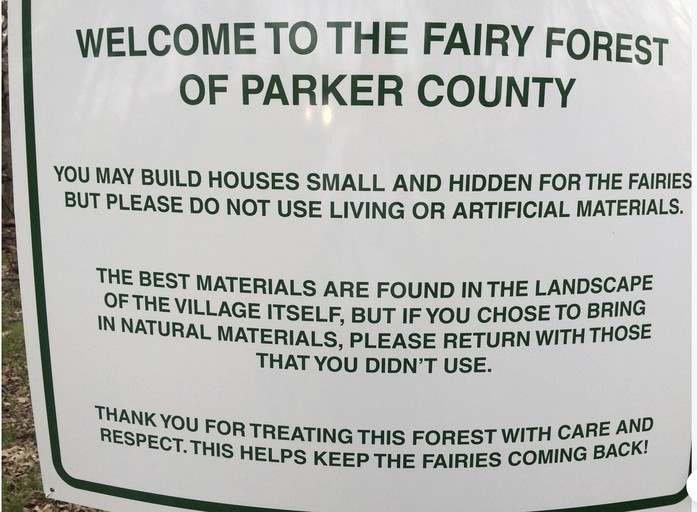 WELCOME TO THE FAIRY FOREST
OF PARKER COUNTY
YOU MAY BUILD HOUSES SMALL AND HIDDEN FOR THE FAIRIES
BUT PLEASE DO NOT USE LIVING OR ARTIFICIAL MATERIALS.
THE BEST MATERIALS ARE FOUND IN THE LANDSCAPE
OF THE VILLAGE ITSELF, BUT IF YOU CHOSE TO BRING
IN NATURAL MATERIALS, PLEASE RETURN WITH THOSE
THAT YOU DIDN'T USE.
THANK YOU FOR TREATING THIS FOREST WITH CARE AND
RESPECT. THIS HELPS KEEP THE FAIRIES COMING BACK!